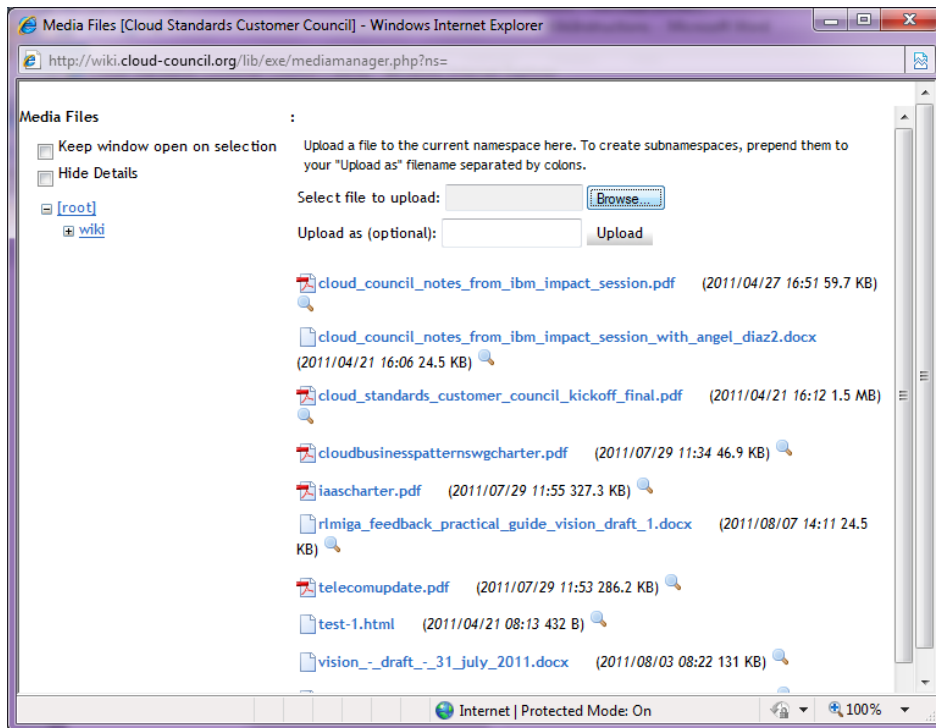 Media Files [Cloud Standards Customer Council] - Windows Internet Explorer
http://wiki.cloud-council.org/lib/exe/mediamanager.php?ns=
Media Files
Keep window open on selection
Hide Details
[root]
wiki
:
Upload a file to the current namespace here. To create subnamespaces, prepend them to
your "Upload as" filename separated by colons.
Select file to upload: Browse...
Upload as (optional): Upload
cloud_council_notes_from_ibm_impact_session.pdf (2011/04/27 16:51 59.7 KB)
cloud_council_notes_from_ibm_impact_session_with_angel_diaz2.docx
(2011/04/21 16:06 24.5 KB)
cloud_standards_customer_council_kickoff_final.pdf (2011/04/21 16:12 1.5 MB)
cloudbusinesspatternswgcharter.pdf (2011/07/29 11:34 46.9 KB)
iaascharter.pdf (2011/07/29 11:55 327.3 KB)
rlmiga_feedback_practical_guide_vision_draft_1.docx (2011/08/07 14:11 24.5
KB)
telecomupdate.pdf (2011/07/29 11:53 286.2 KB)
test-1.html (2011/04/21 08:13 432 B)
vision_-_draft_-_31_july_2011.docx (2011/08/03 08:22 131 KB)
Internet | Protected Mode: On 100%